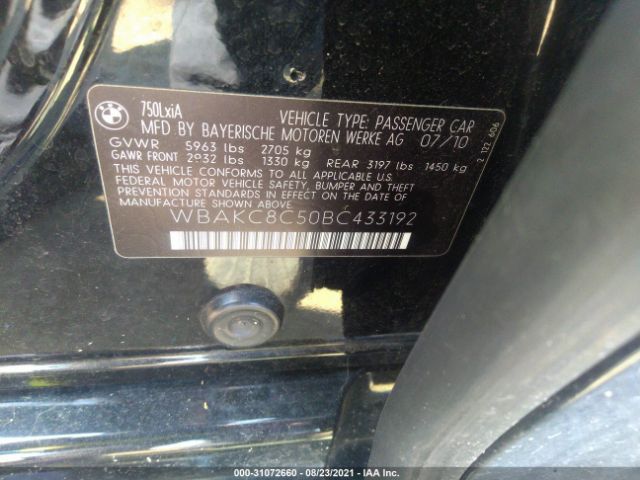 750LxiA
VEHICLE TYPE: PASSENGER CAR
MFD BY BAYERISCHE MOTOREN WERKE AG 07/10
GVWR 5963 lbs 2705 kg
GAWR FRONT 2932 lbs 1330 kg REAR 3197 lbs 1450 kg
THIS VEHICLE CONFORMS TO ALL APPLICABLE U.S.
FEDERAL MOTOR VEHICLE SAFETY, BUMPER, AND THEFT
PREVENTION STANDARDS IN EFFECT ON THE DATE OF
MANUFACTURE SHOWN ABOVE.
WBAKC8C50BC433192
2 122 606
000-31072660 - 08/23/2021 - IAA Inc.